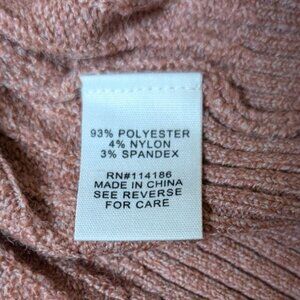 93% POLYESTER
4% NYLON
3% SPANDEX
RN#114186
MADE IN CHINA
SEE REVERSE
FOR CARE